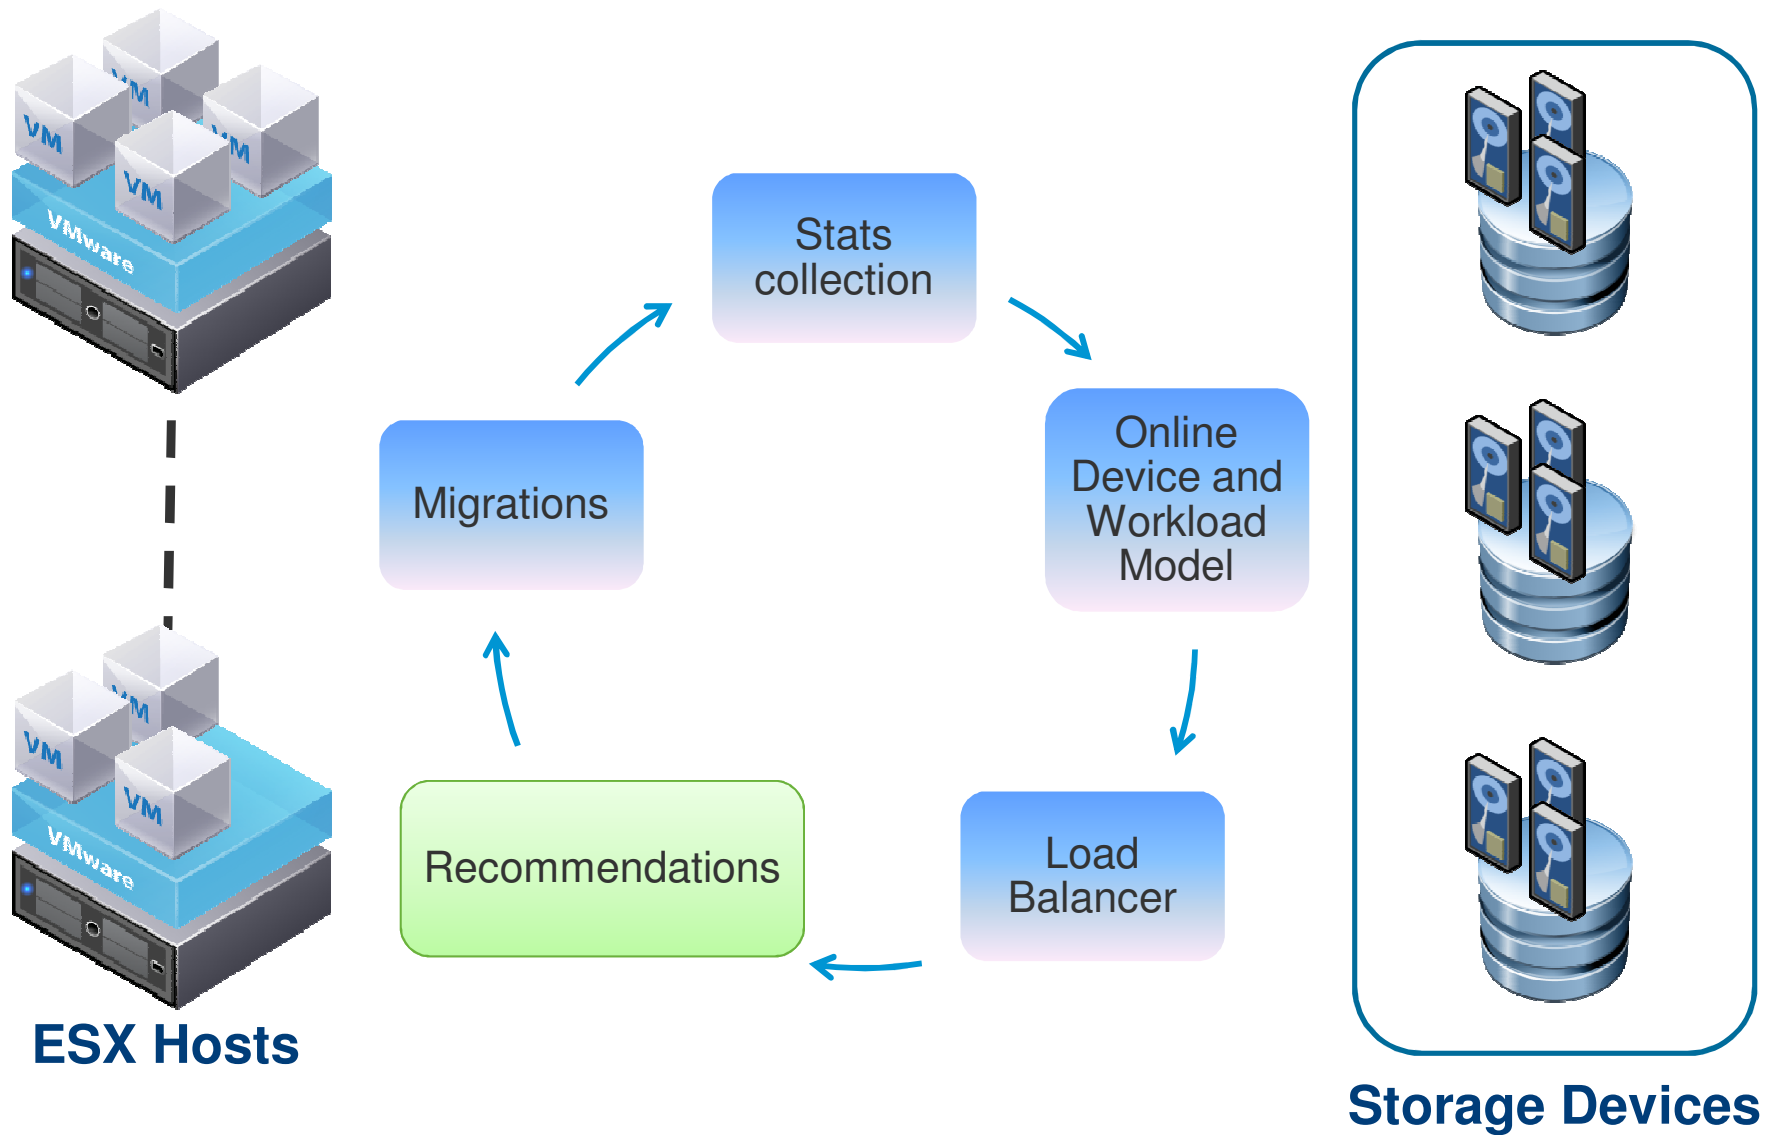 VM
VM
VM
VM
VMware
Stats
collection
Online
Device and
Workload
Model
Migrations
VM
VM
VM
VMware
Recommendations
Load
Balancer
ESX Hosts
Storage Devices